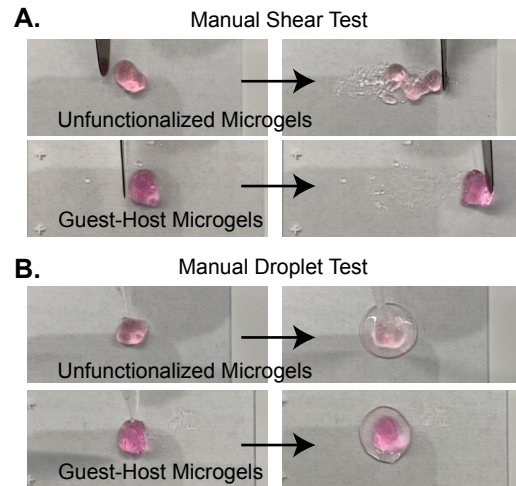 A.
Manual Shear Test
Unfunctionalized Microgels
Guest-Host Microgels
B.
Manual Droplet Test
Unfunctionalized Microgels
Guest-Host Microgels